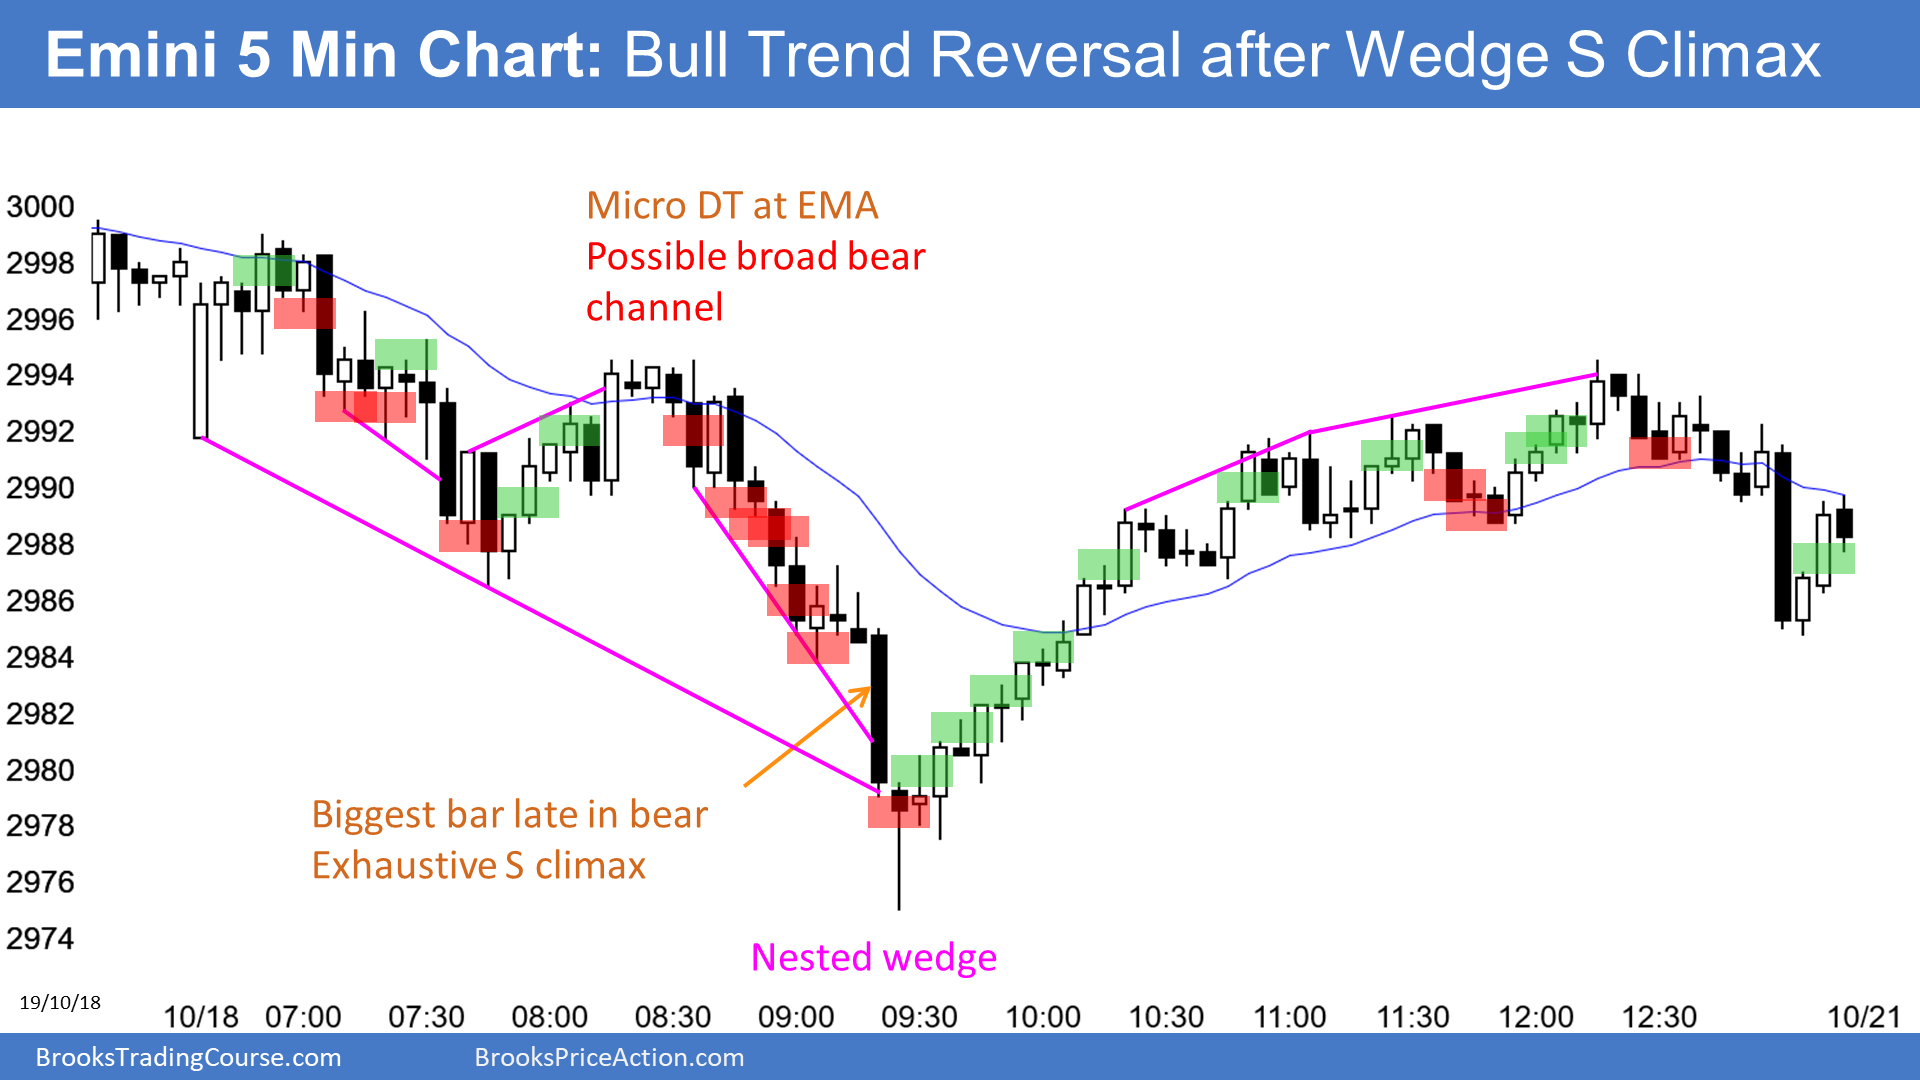 Emini 5 Min Chart: Bull Trend Reversal after Wedge S Climax
Micro DT at EMA
Possible broad bear
channel
3000
2998
2996
2994
2992
2990
2988
2986
2984
2982
2980
2978
2976
2974
Biggest bar late in bear
Exhaustive S climax
Nested wedge
19/10/18
10/18 07:00 07:30 08:00 08:30 09:00 09:30 10:00 10:30 11:00 11:30 12:00 12:30 10/21
BrooksTradingCourse.com BrooksPriceAction.com